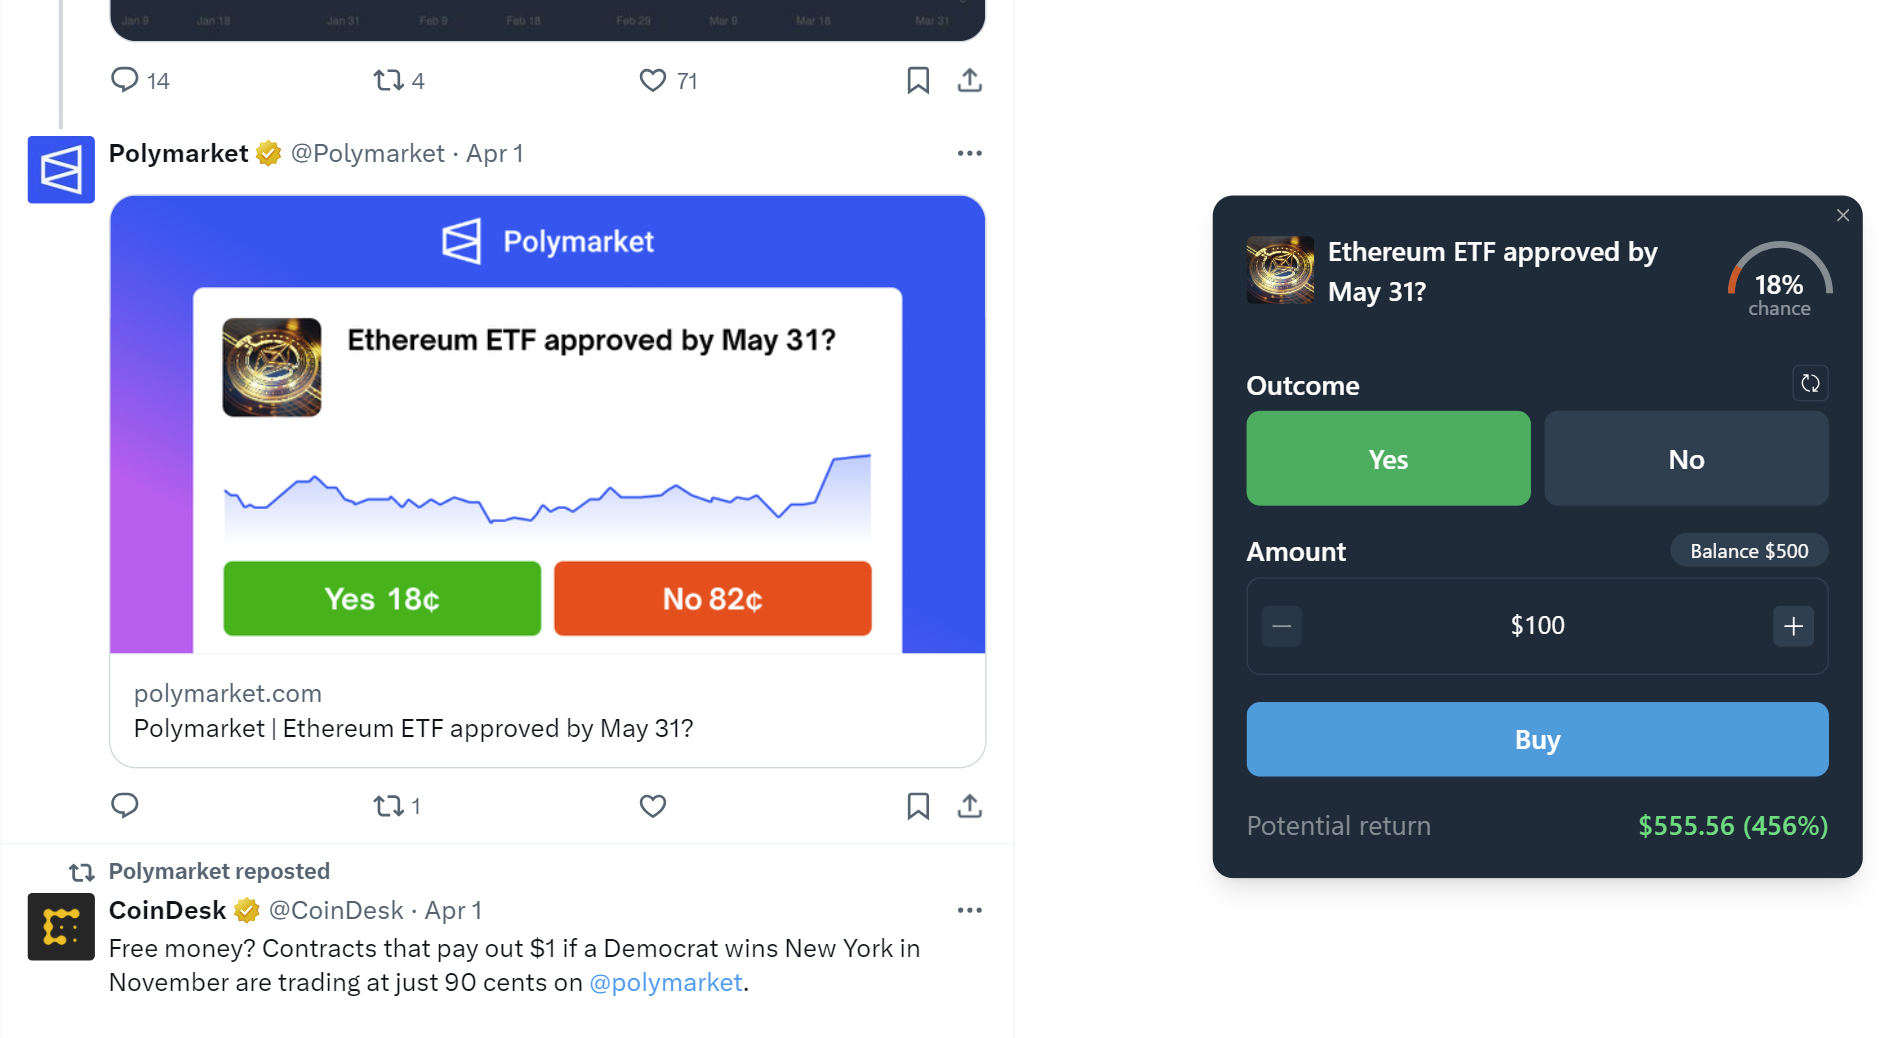 Jan 9 Jan 18 Jan 31 Feb 9 Feb 18 Feb 29 Mar 9 Mar 18 Mar 31
14 4 71
Polymarket @Polymarket · Apr 1
Polymarket
Ethereum ETF approved by May 31?
Yes 18¢ No 82¢
polymarket.com
Polymarket | Ethereum ETF approved by May 31?
1
Polymarket reposted
CoinDesk @CoinDesk · Apr 1
Free money? Contracts that pay out $1 if a Democrat wins New York in
November are trading at just 90 cents on @polymarket.
Ethereum ETF approved by
May 31?
18%
chance
Outcome
Yes No
Amount Balance $500
$100
Buy
Potential return $555.56 (456%)